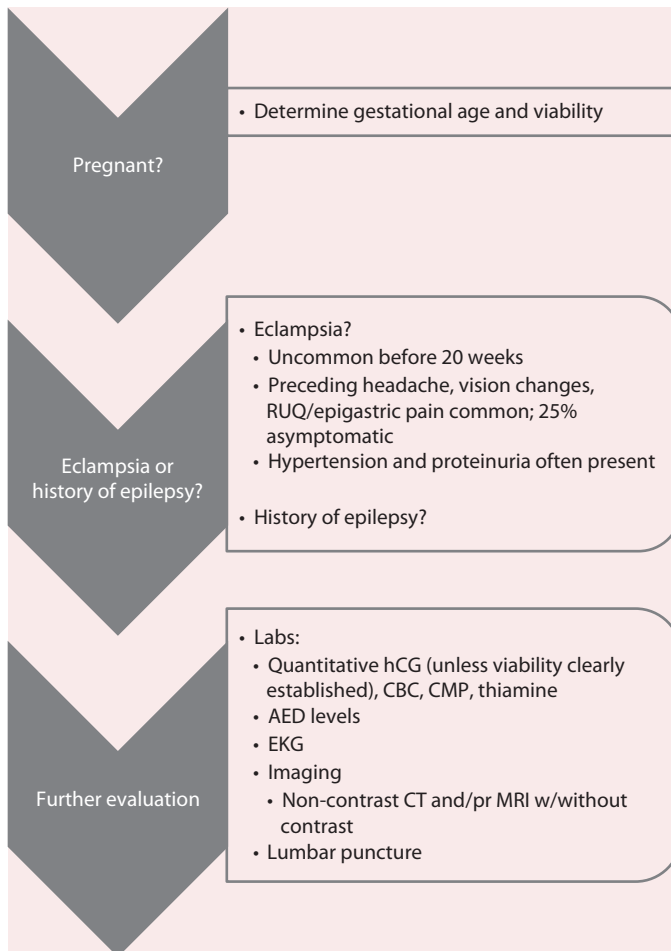 Pregnant?
• Determine gestational age and viability
Eclampsia or
history of epilepsy?
• Eclampsia?
• Uncommon before 20 weeks
• Preceding headache, vision changes,
RUQ/epigastric pain common; 25%
asymptomatic
• Hypertension and proteinuria often present
• History of epilepsy?
Further evaluation
• Labs:
• Quantitative hCG (unless viability clearly
established), CBC, CMP, thiamine
• AED levels
• EKG
• Imaging
• Non-contrast CT and/pr MRI w/without
contrast
• Lumbar puncture